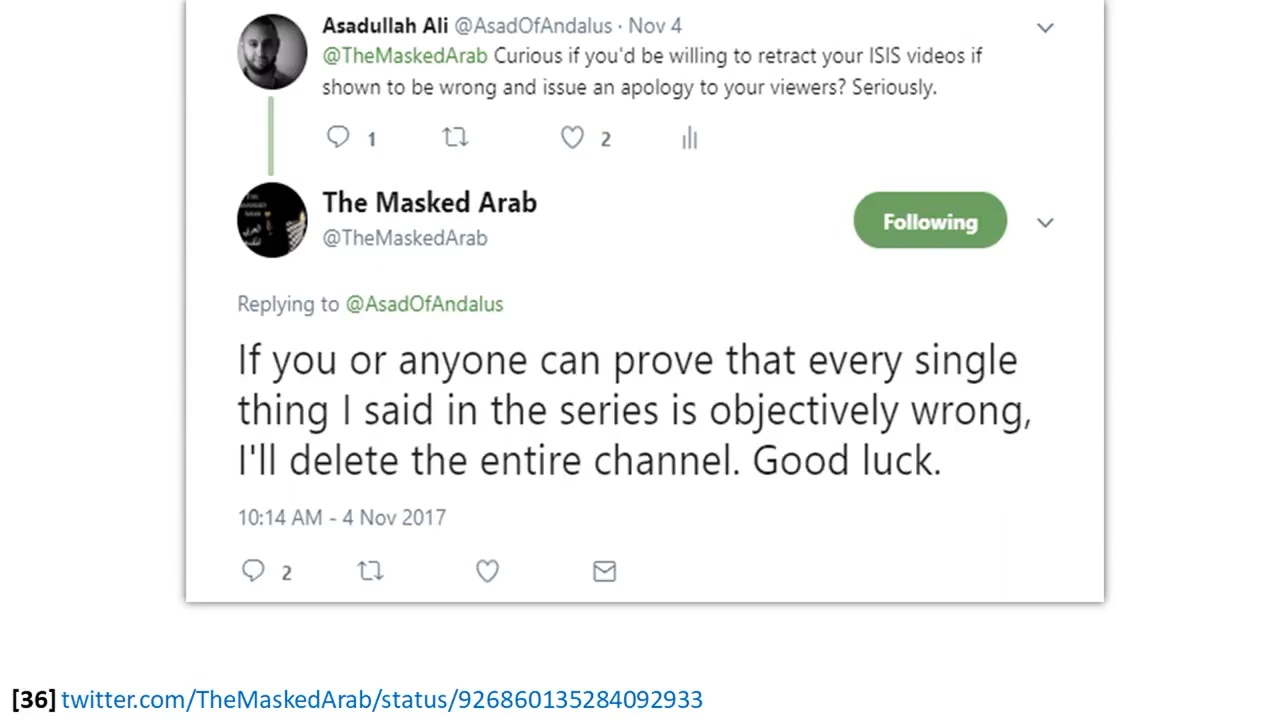 Asadullah Ali @AsadOfAndalus · Nov 4
@TheMaskedArab Curious if you'd be willing to retract your ISIS videos if
shown to be wrong and issue an apology to your viewers? Seriously.
1 2
The Masked Arab
@TheMaskedArab
Following
Replying to @AsadOfAndalus
If you or anyone can prove that every single
thing I said in the series is objectively wrong,
I'll delete the entire channel. Good luck.
10:14 AM - 4 Nov 2017
2
[36] twitter.com/TheMaskedArab/status/926860135284092933